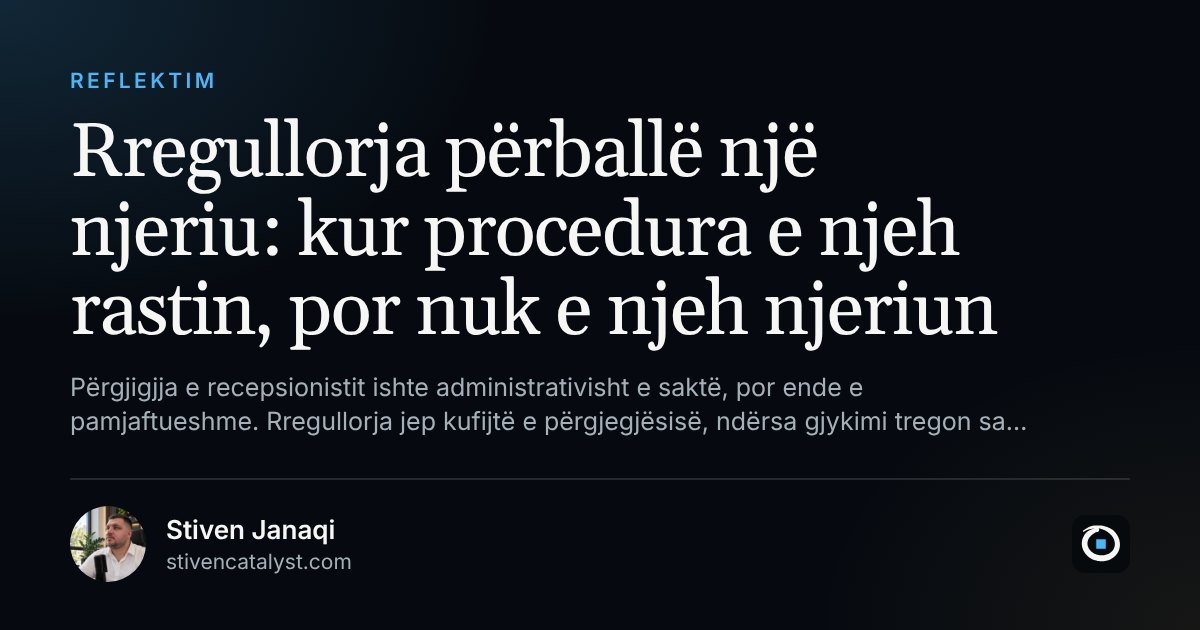 REFLEKTIM
Rregullorja përballë një
njeriu: kur procedura e njeh
rastin, por nuk e njeh njeriun
Përgjigjja e recepsionistit ishte administrativisht e saktë, por ende e
pamjaftueshme. Rregullorja jep kufijtë e përgjegjësisë, ndërsa gjykimi tregon sa...
Stiven Janaqi
stivencatalyst.com